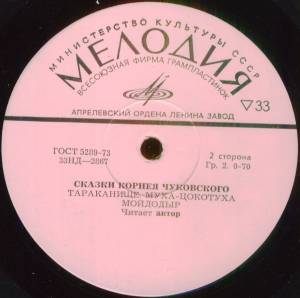 МИНИСТЕРСТВО КУЛЬТУРЫ СССР
МЕЛОДИЯ
ВСЕСОЮЗНАЯ ФИРМА ГРАМПЛАСТИНОК
▽33
АПРЕЛЕВСКИЙ ОРДЕНА ЛЕНИНА ЗАВОД
ГОСТ 5289-73
33НД—2867
2 сторона
Гр. 2. 0-70
СКАЗКИ КОРНЕЯ ЧУКОВСКОГО
ТАРАКАНИЩЕ МУХА-ЦОКОТУХА
МОЙДОДЫР
Читает автор